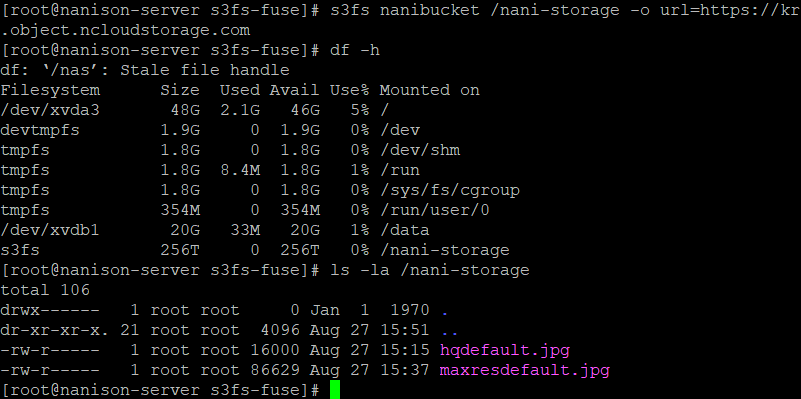 [root@nanison-server s3fs-fuse]# s3fs nanibucket /nani-storage -o url=https://kr
.object.ncloudstorage.com
[root@nanison-server s3fs-fuse]# df -h
df: ‘/nas’: Stale file handle
Filesystem      Size  Used Avail Use% Mounted on
/dev/xvda3       48G  2.1G   46G   5% /
devtmpfs        1.9G     0  1.9G   0% /dev
tmpfs           1.8G     0  1.8G   0% /dev/shm
tmpfs           1.8G  8.4M  1.8G   1% /run
tmpfs           1.8G     0  1.8G   0% /sys/fs/cgroup
tmpfs           354M     0  354M   0% /run/user/0
/dev/xvdb1       20G   33M   20G   1% /data
s3fs            256T     0  256T   0% /nani-storage
[root@nanison-server s3fs-fuse]# ls -la /nani-storage
total 106
drwx------   1 root root     0 Jan  1  1970 .
dr-xr-xr-x. 21 root root  4096 Aug 27 15:51 ..
-rw-r-----   1 root root 16000 Aug 27 15:15 hqdefault.jpg
-rw-r-----   1 root root 86629 Aug 27 15:37 maxresdefault.jpg
[root@nanison-server s3fs-fuse]#